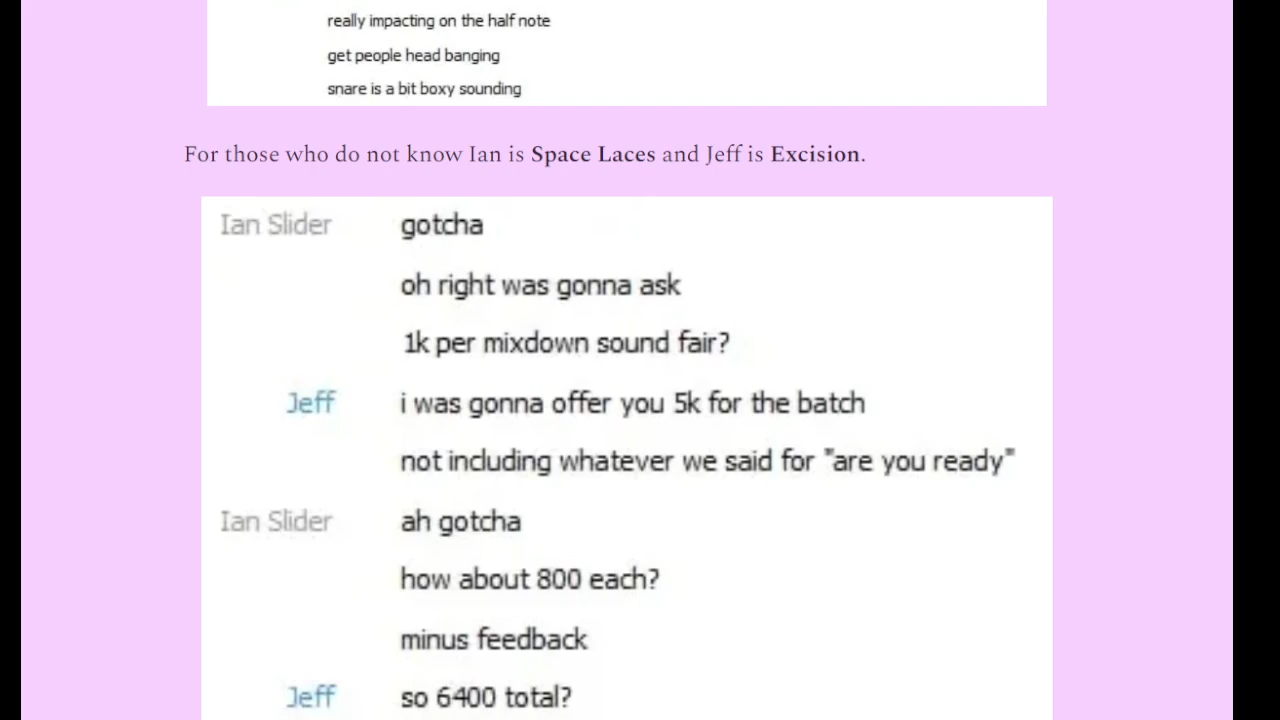 really impacting on the half note
get people head banging
snare is a bit boxy sounding
For those who do not know Ian is Space Laces and Jeff is Excision.
Ian Slider gotcha
oh right was gonna ask
1k per mixdown sound fair?
Jeff i was gonna offer you 5k for the batch
not including whatever we said for "are you ready"
Ian Slider ah gotcha
how about 800 each?
minus feedback
Jeff so 6400 total?